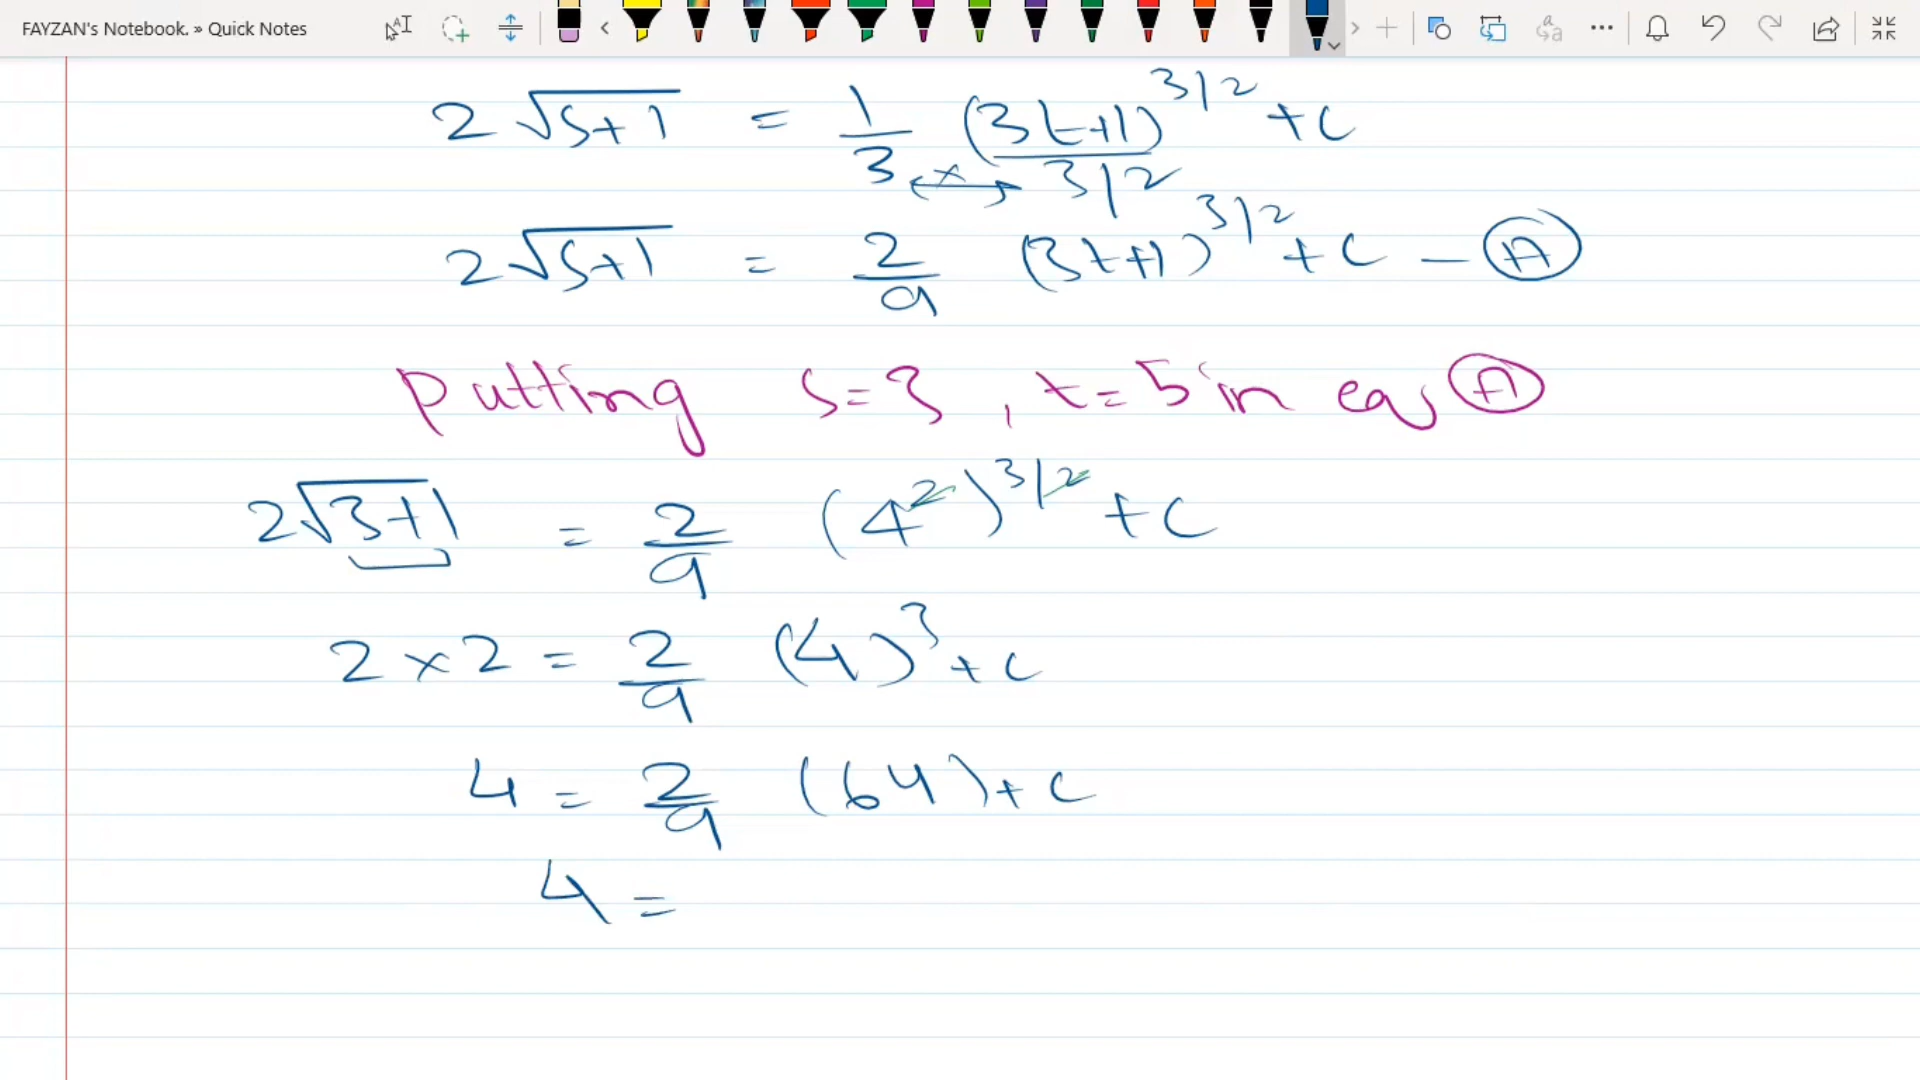 FAYZAN's Notebook. » Quick Notes
2 √(S+1) = 1/3 (3t+1)^3/2 / 3/2 + C
×
2 √(S+1) = 2/9 (3t+1)^3/2 + C — Ⓐ
Putting S=3 , t=5 in eq Ⓐ
2√(3+1) = 2/9 (4^2)^3/2 + C
2 × 2 = 2/9 (4)^3 + C
4 = 2/9 (64) + C
4 =